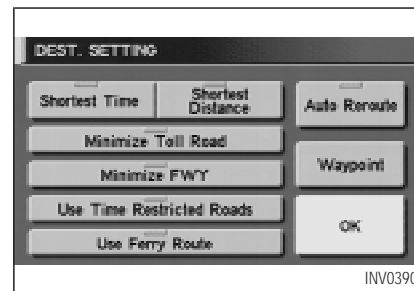 DEST. SETTING
Shortest Time
Shortest
Distance
Auto Reroute
Minimize Toll Road
Minimize FWY
Waypoint
Use Time Restricted Roads
Use Ferry Route
OK
INV0390